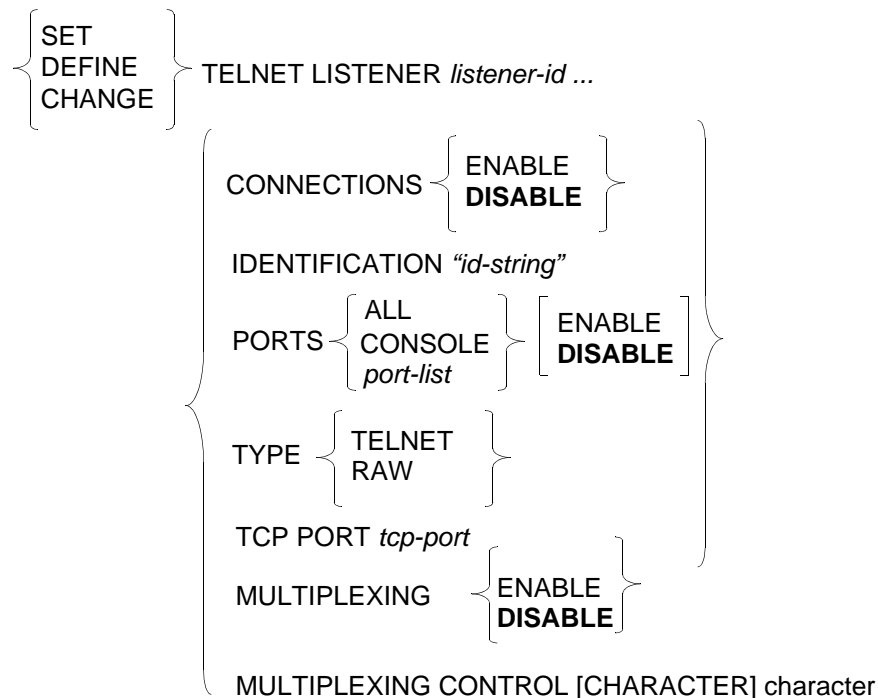 SET
DEFINE
CHANGE
TELNET LISTENER listener-id ...
CONNECTIONS
ENABLE
DISABLE
IDENTIFICATION “id-string”
PORTS
ALL
CONSOLE
port-list
ENABLE
DISABLE
TYPE
TELNET
RAW
TCP PORT tcp-port
MULTIPLEXING
ENABLE
DISABLE
MULTIPLEXING CONTROL [CHARACTER] character